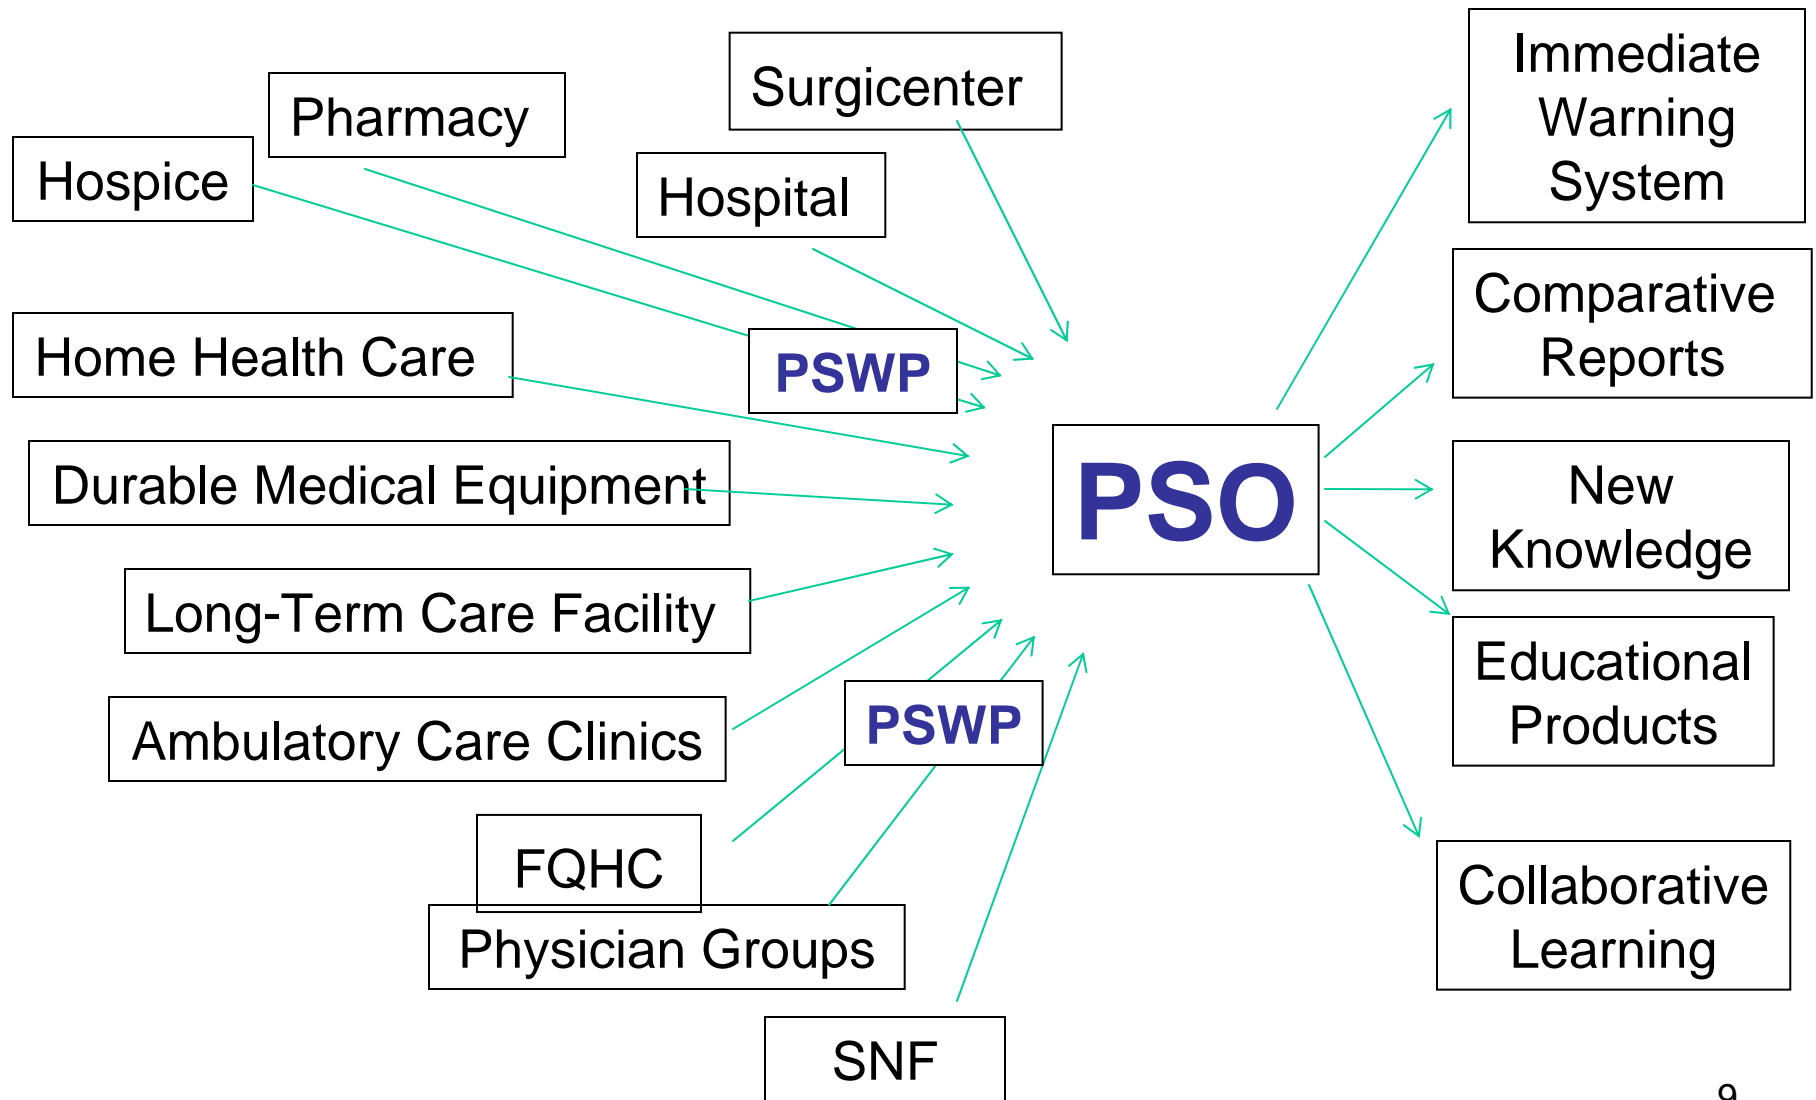 Surgicenter
Pharmacy
Hospice
Hospital
Home Health Care
PSWP
Durable Medical Equipment
Long-Term Care Facility
Ambulatory Care Clinics
PSWP
FQHC
Physician Groups
SNF
PSO
Immediate
Warning
System
Comparative
Reports
New
Knowledge
Educational
Products
Collaborative
Learning
9